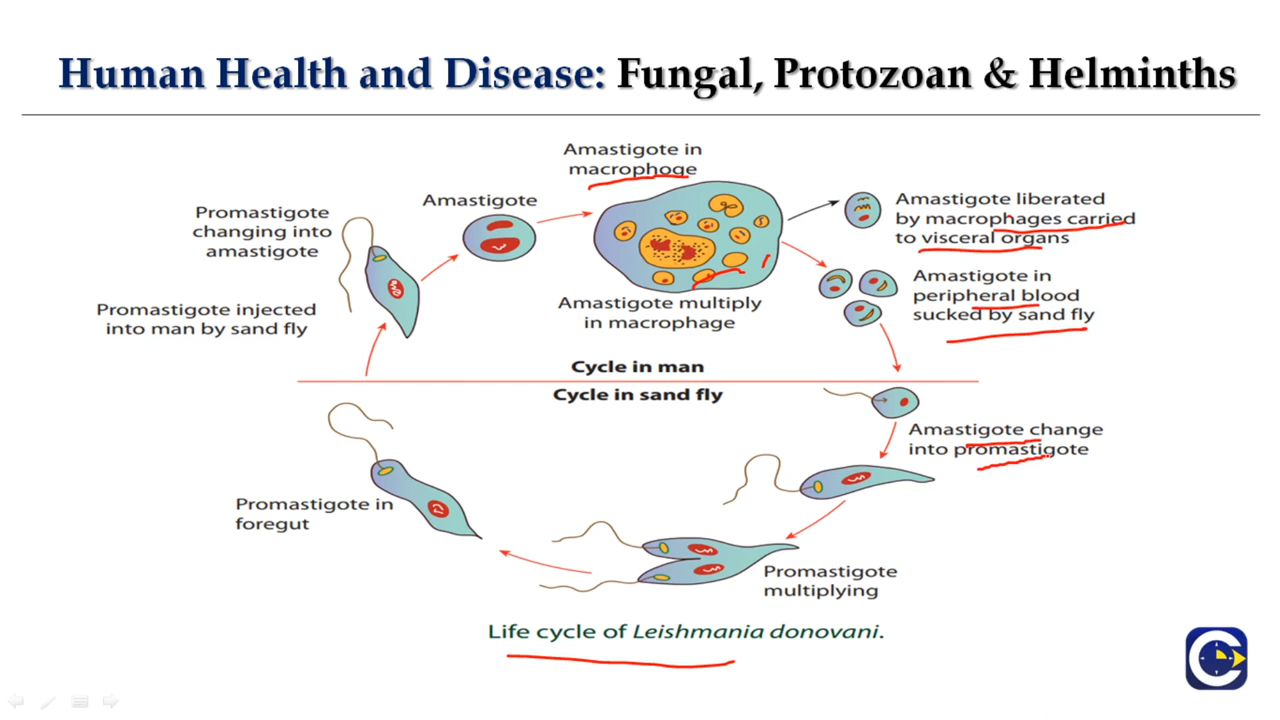 Human Health and Disease: Fungal, Protozoan & Helminths
Amastigote in
macrophoge
Amastigote
Promastigote
changing into
amastigote
Promastigote injected
into man by sand fly
Amastigote multiply
in macrophage
Amastigote liberated
by macrophages carried
to visceral organs
Amastigote in
peripheral blood
sucked by sand fly
Cycle in man
Cycle in sand fly
Amastigote change
into promastigote
Promastigote in
foregut
Promastigote
multiplying
Life cycle of Leishmania donovani.